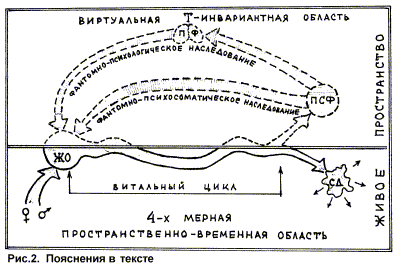 ВИРТУАЛЬНАЯ Т-ИНВАРИАНТНАЯ ОБЛАСТЬ
П Ф
ФАНТОМНО-ПСИХОЛОГИЧЕСКОЕ НАСЛЕДОВАНИЕ
ФАНТОМНО-ПСИХОСОМАТИЧЕСКОЕ НАСЛЕДОВАНИЕ
ПСФ
ПРОСТРАНСТВО
ЖО
ВИТАЛЬНЫЙ ЦИКЛ
СД
ЖИВОЕ
♀ ♂
4-Х МЕРНАЯ
ПРОСТРАНСТВЕННО-ВРЕМЕННАЯ ОБЛАСТЬ
Рис.2. Пояснения в тексте